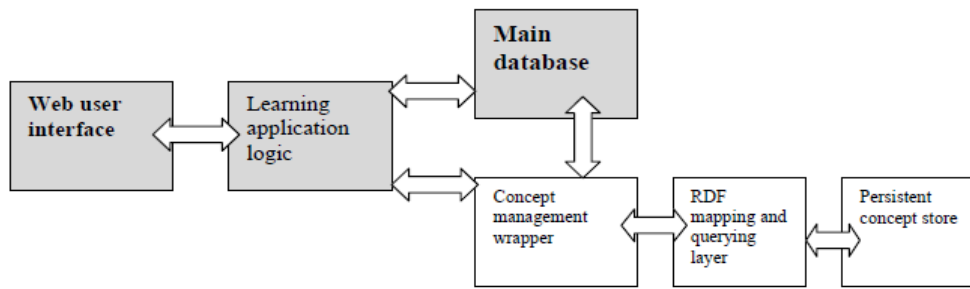 Web user
interface
Learning
application
logic
Main
database
Concept
management
wrapper
RDF
mapping and
querying
layer
Persistent
concept store